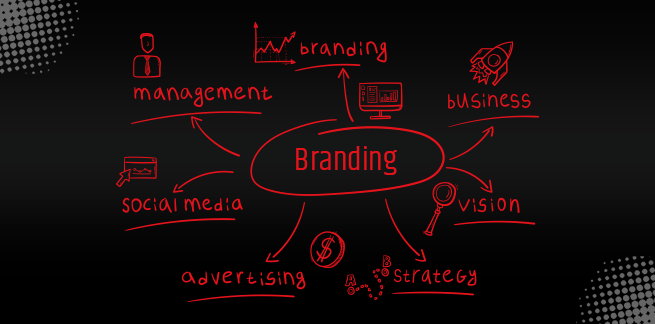 branding
management
business
Branding
social media
vision
advertising
A
B
strategy